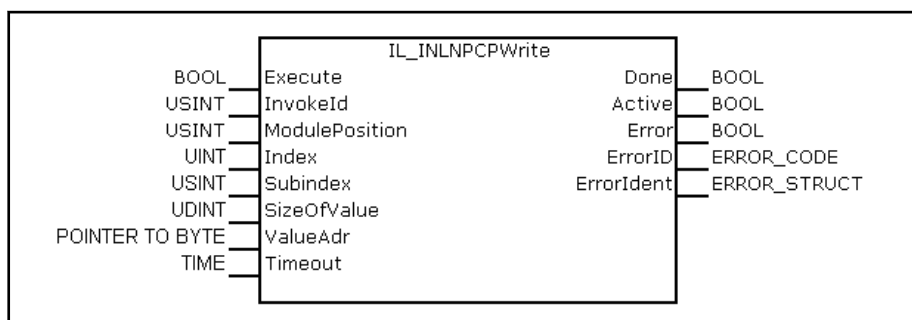 IL_INLNPCPWrite
BOOL Execute Done BOOL
USINT InvokeId Active BOOL
USINT ModulePosition Error BOOL
UINT Index ErrorID ERROR_CODE
USINT Subindex ErrorIdent ERROR_STRUCT
UDINT SizeOfValue
POINTER TO BYTE ValueAdr
TIME Timeout